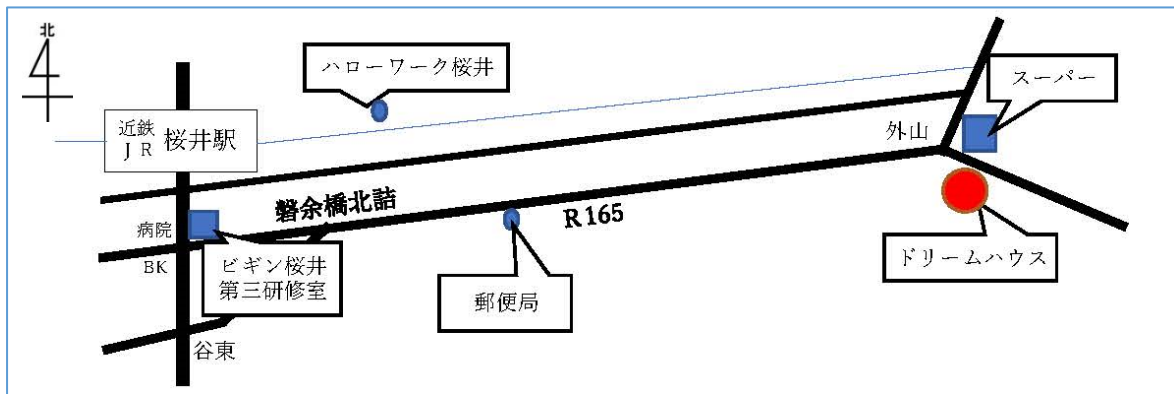 北
ハローワーク桜井
スーパー
近鉄
JR
桜井駅
外山
磐余橋北詰
R165
病院
BK
ビギン桜井
第三研修室
郵便局
ドリームハウス
谷東